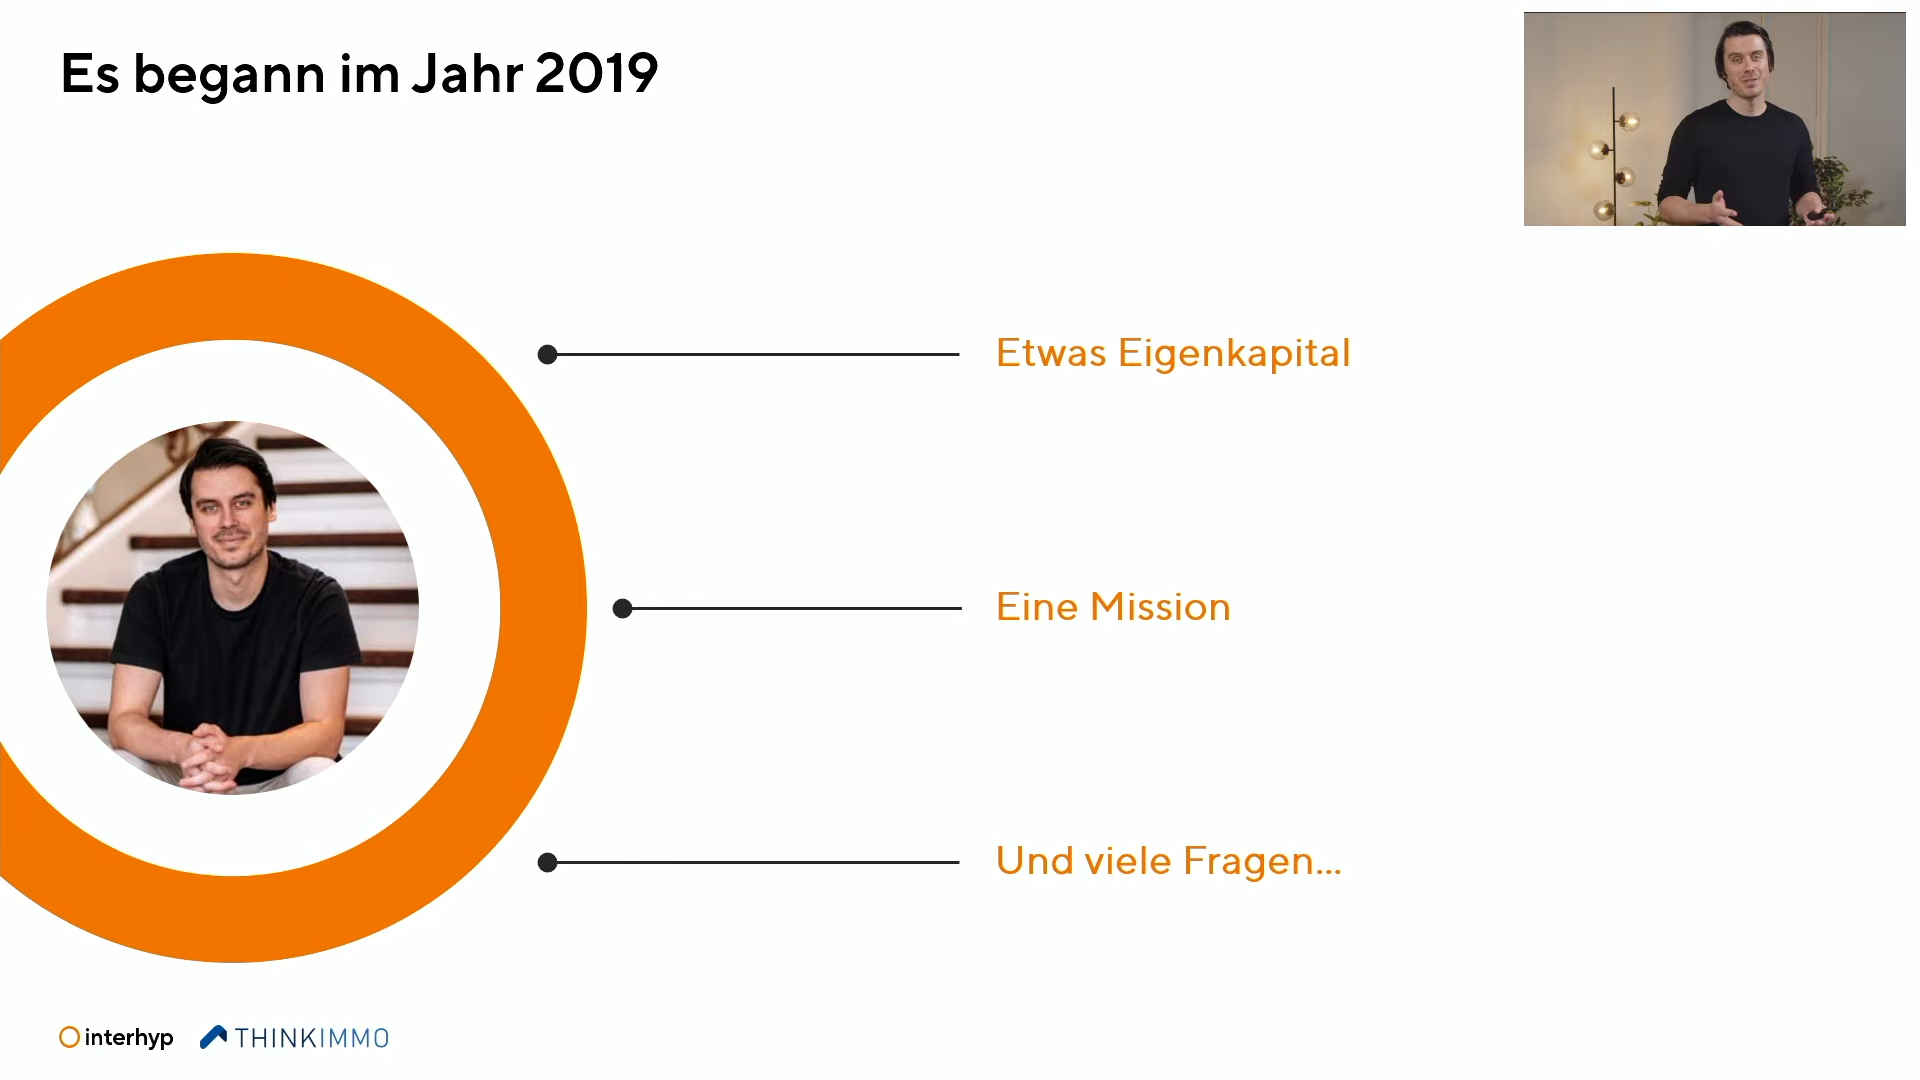 Es begann im Jahr 2019
Etwas Eigenkapital
Eine Mission
Und viele Fragen...
interhyp THINKIMMO